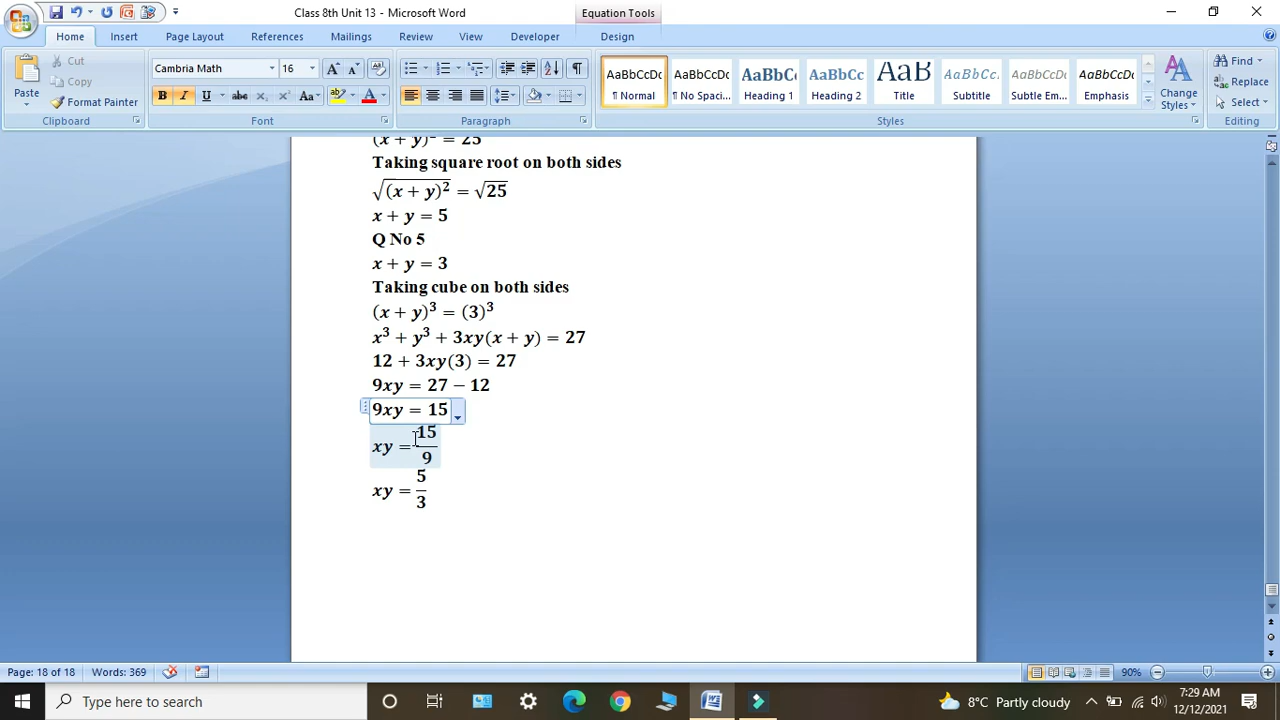 Class 8th Unit 13 - Microsoft Word
Equation Tools
Home Insert Page Layout References Mailings Review View Developer Design
Paste
Cut
Copy
Format Painter
Clipboard
Cambria Math 16
B I U abc x₂ x² Aa A
Font
Paragraph
AaBbCcDc AaBbCcDc AaBbCc AaBbCc AaB AaBbCc. AaBbCcDc AaBbCcDc
¶ Normal ¶ No Spaci... Heading 1 Heading 2 Title Subtitle Subtle Em... Emphasis
Change Styles
Styles
Find
Replace
Select
Editing
(x + y)² = 25
Taking square root on both sides
√(x + y)² = √25
x + y = 5
Q No 5
x + y = 3
Taking cube on both sides
(x + y)³ = (3)³
x³ + y³ + 3xy(x + y) = 27
12 + 3xy(3) = 27
9xy = 27 − 12
9xy = 15
xy = 15/9
xy = 5/3
Page: 18 of 18 Words: 369 90%
Type here to search
8°C Partly cloudy
7:29 AM
12/12/2021